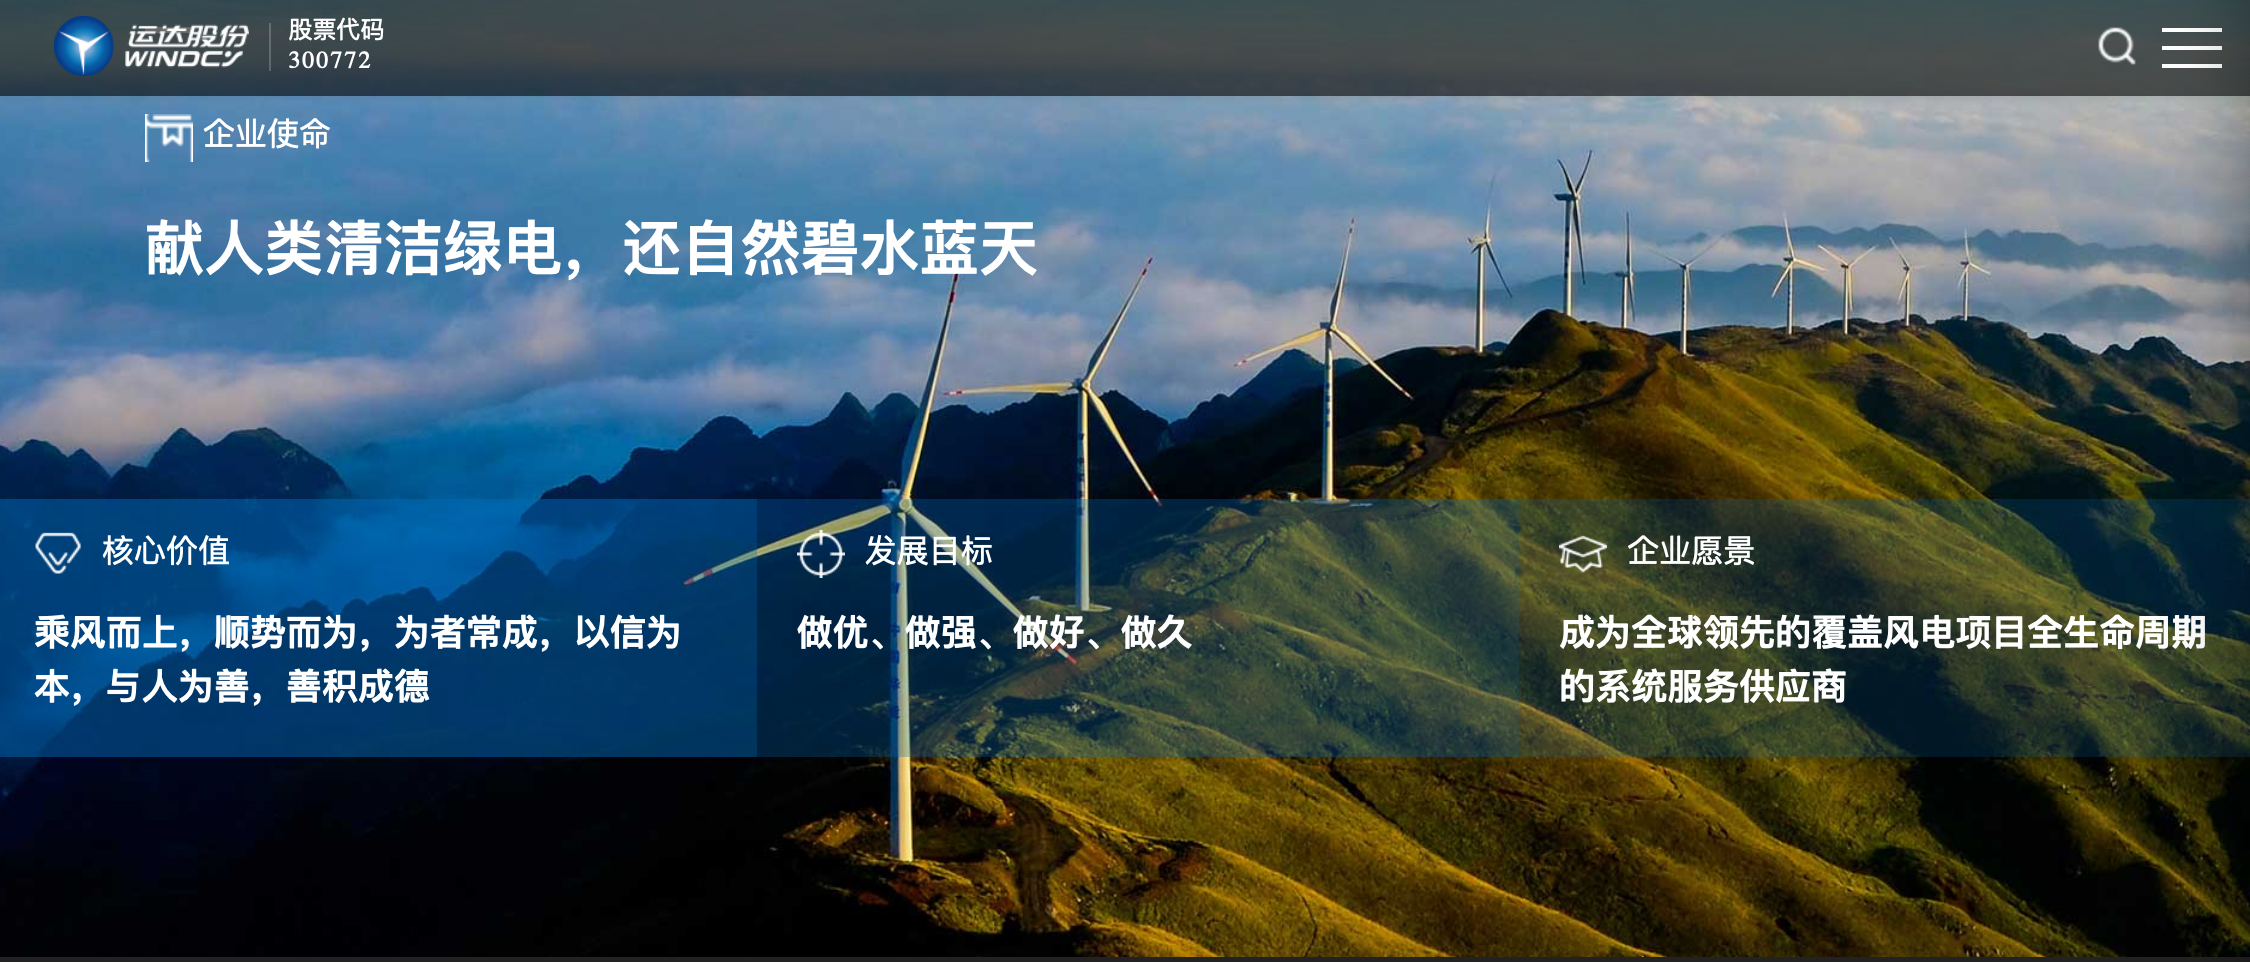 运达股份
WINDEY
股票代码
300772
企业使命
献人类清洁绿电，还自然碧水蓝天
核心价值
乘风而上，顺势而为，为者常成，以信为
本，与人为善，善积成德
发展目标
做优、做强、做好、做久
企业愿景
成为全球领先的覆盖风电项目全生命周期
的系统服务供应商